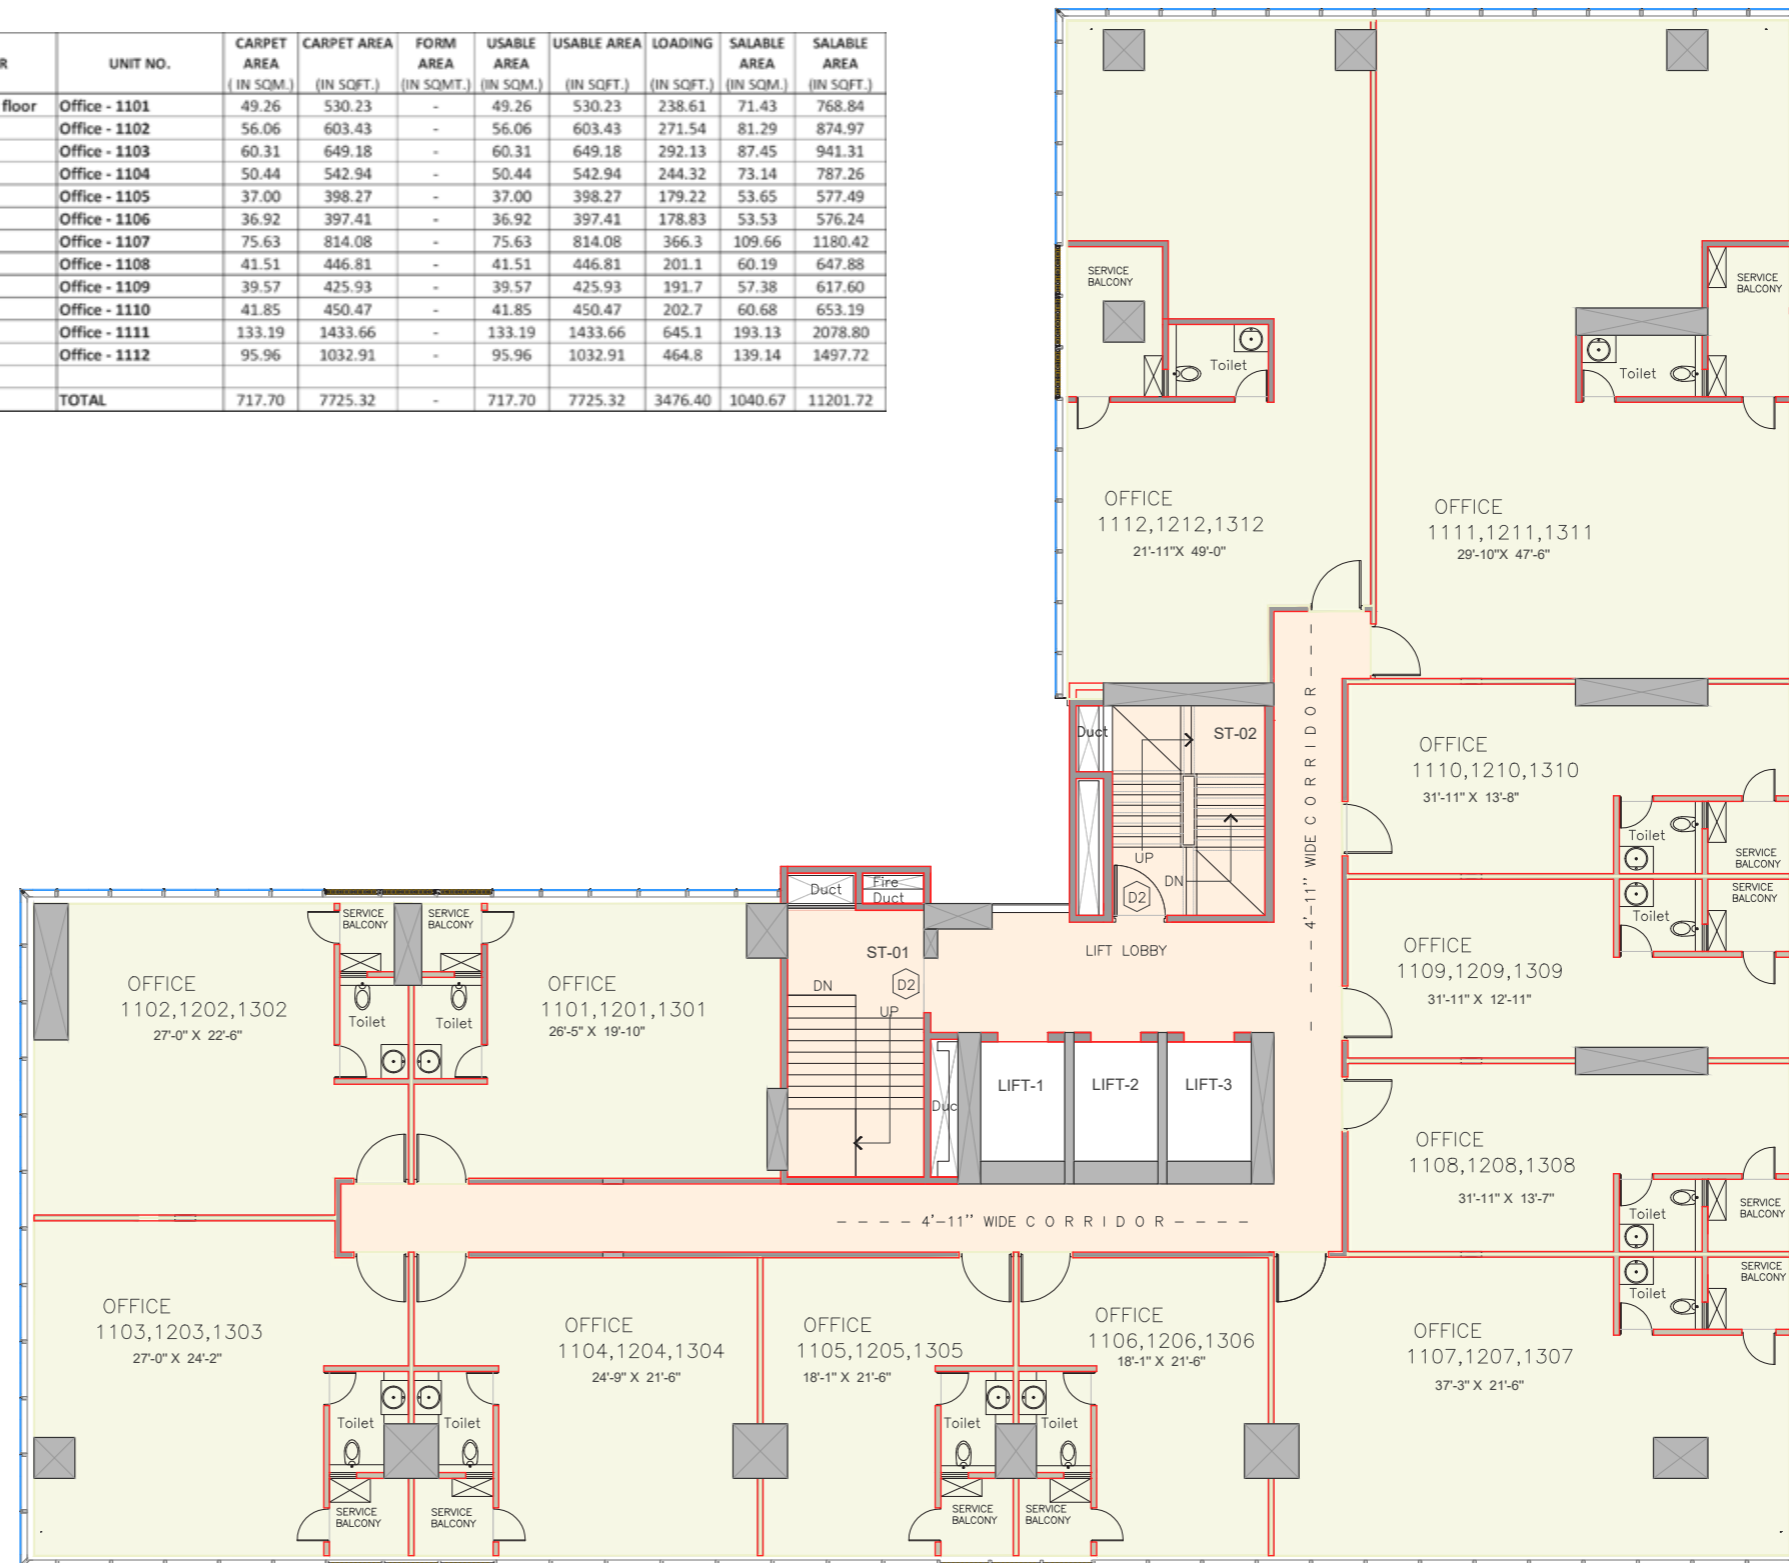 R UNIT NO. CARPET AREA ( IN SQM.) CARPET AREA (IN SQFT.) FORM AREA (IN SQMT.) USABLE AREA (IN SQM.) USABLE AREA (IN SQFT.) LOADING (IN SQFT.) SALABLE AREA (IN SQM.) SALABLE AREA (IN SQFT.)
floor Office - 1101 49.26 530.23 - 49.26 530.23 238.61 71.43 768.84
Office - 1102 56.06 603.43 - 56.06 603.43 271.54 81.29 874.97
Office - 1103 60.31 649.18 - 60.31 649.18 292.13 87.45 941.31
Office - 1104 50.44 542.94 - 50.44 542.94 244.32 73.14 787.26
Office - 1105 37.00 398.27 - 37.00 398.27 179.22 53.65 577.49
Office - 1106 36.92 397.41 - 36.92 397.41 178.83 53.53 576.24
Office - 1107 75.63 814.08 - 75.63 814.08 366.3 109.66 1180.42
Office - 1108 41.51 446.81 - 41.51 446.81 201.1 60.19 647.88
Office - 1109 39.57 425.93 - 39.57 425.93 191.7 57.38 617.60
Office - 1110 41.85 450.47 - 41.85 450.47 202.7 60.68 653.19
Office - 1111 133.19 1433.66 - 133.19 1433.66 645.1 193.13 2078.80
Office - 1112 95.96 1032.91 - 95.96 1032.91 464.8 139.14 1497.72
TOTAL 717.70 7725.32 - 717.70 7725.32 3476.40 1040.67 11201.72
SERVICE
BALCONY
Toilet
SERVICE
BALCONY
Toilet
OFFICE
1112,1212,1312
21'-11"X 49'-0"
OFFICE
1111,1211,1311
29'-10"X 47'-6"
Duct
ST-02
UP
DN
D2
4'-11" WIDE CORRIDOR
OFFICE
1110,1210,1310
31'-11" X 13'-8"
Toilet
SERVICE
BALCONY
SERVICE
BALCONY
Toilet
OFFICE
1109,1209,1309
31'-11" X 12'-11"
Duct
Fire
Duct
LIFT LOBBY
ST-01
D2
DN
UP
SERVICE
BALCONY
SERVICE
BALCONY
OFFICE
1102,1202,1302
27'-0" X 22'-6"
Toilet
Toilet
OFFICE
1101,1201,1301
26'-5" X 19'-10"
Duc
LIFT-1
LIFT-2
LIFT-3
OFFICE
1108,1208,1308
31'-11" X 13'-7"
Toilet
SERVICE
BALCONY
4'-11" WIDE CORRIDOR
SERVICE
BALCONY
Toilet
OFFICE
1103,1203,1303
27'-0" X 24'-2"
OFFICE
1104,1204,1304
24'-9" X 21'-6"
OFFICE
1105,1205,1305
18'-1" X 21'-6"
OFFICE
1106,1206,1306
18'-1" X 21'-6"
OFFICE
1107,1207,1307
37'-3" X 21'-6"
Toilet
Toilet
Toilet
Toilet
SERVICE
BALCONY
SERVICE
BALCONY
SERVICE
BALCONY
SERVICE
BALCONY